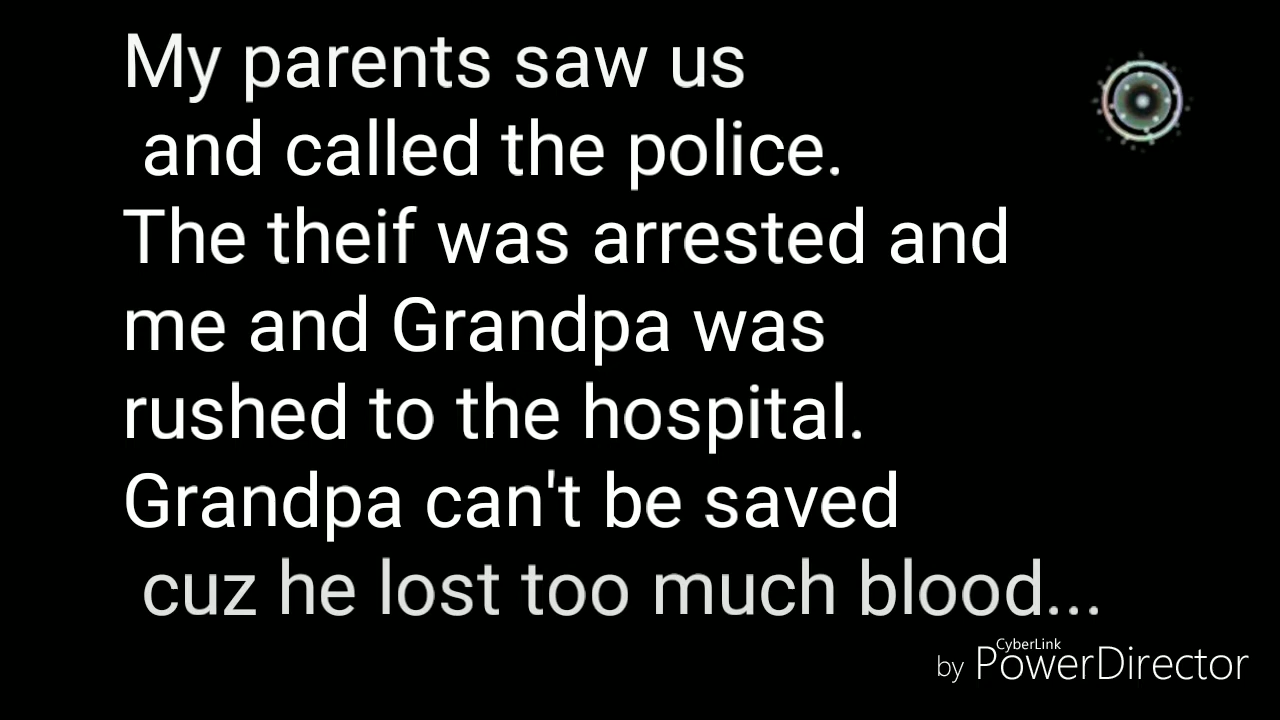 My parents saw us
and called the police.
The theif was arrested and
me and Grandpa was
rushed to the hospital.
Grandpa can't be saved
cuz he lost too much blood...
CyberLink
by PowerDirector